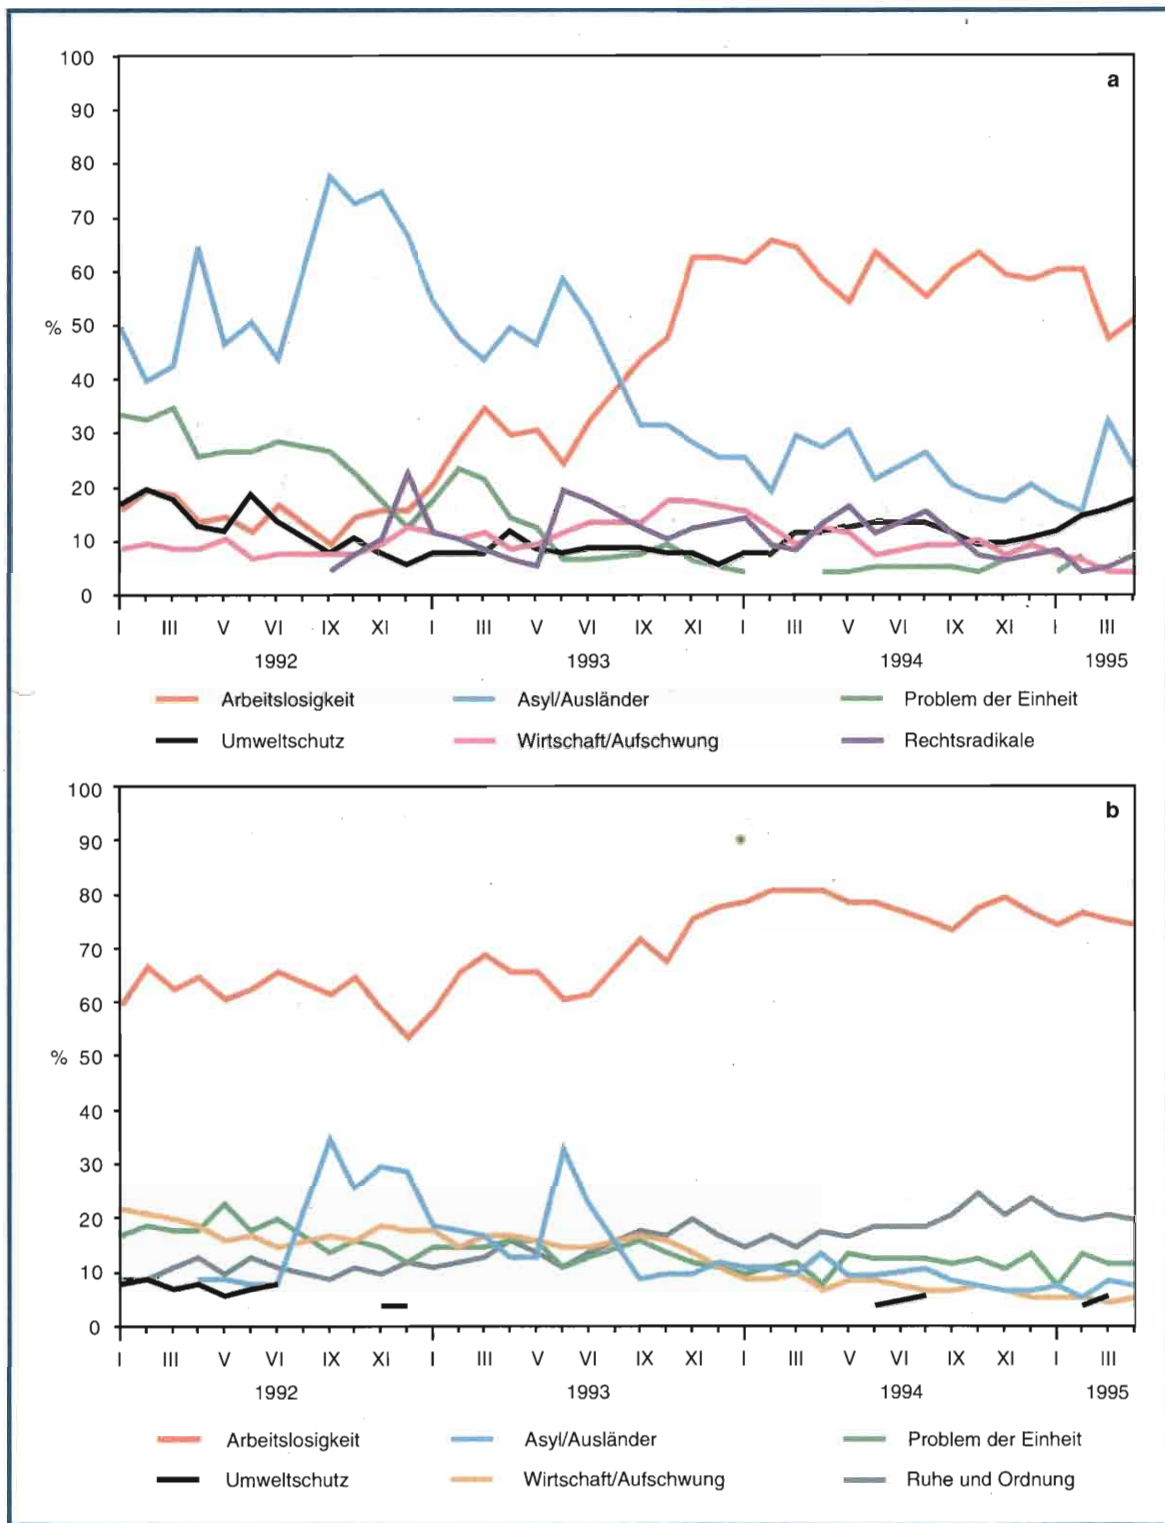 a
100
90
80
70
60
% 50
40
30
20
10
0
I III V VI IX XI I III V VI IX XI I III V VI IX XI I III
1992 1993 1994 1995
Arbeitslosigkeit Asyl/Ausländer Problem der Einheit
Umweltschutz Wirtschaft/Aufschwung Rechtsradikale
b
100
90
80
70
60
% 50
40
30
20
10
0
I III V VI IX XI I III V VI IX XI I III V VI IX XI I III
1992 1993 1994 1995
Arbeitslosigkeit Asyl/Ausländer Problem der Einheit
Umweltschutz Wirtschaft/Aufschwung Ruhe und Ordnung